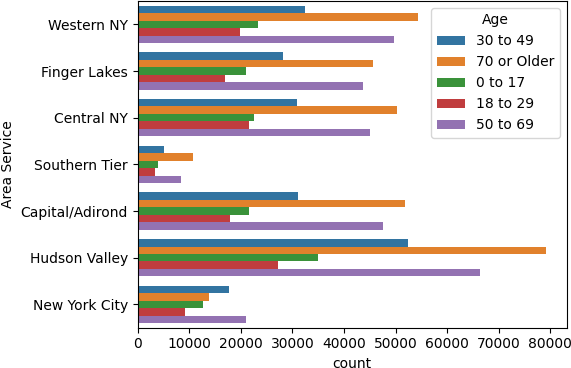 Area Service
Western NY
Finger Lakes
Central NY
Southern Tier
Capital/Adirond
Hudson Valley
New York City
Age
30 to 49
70 or Older
0 to 17
18 to 29
50 to 69
0 10000 20000 30000 40000 50000 60000 70000 80000
count